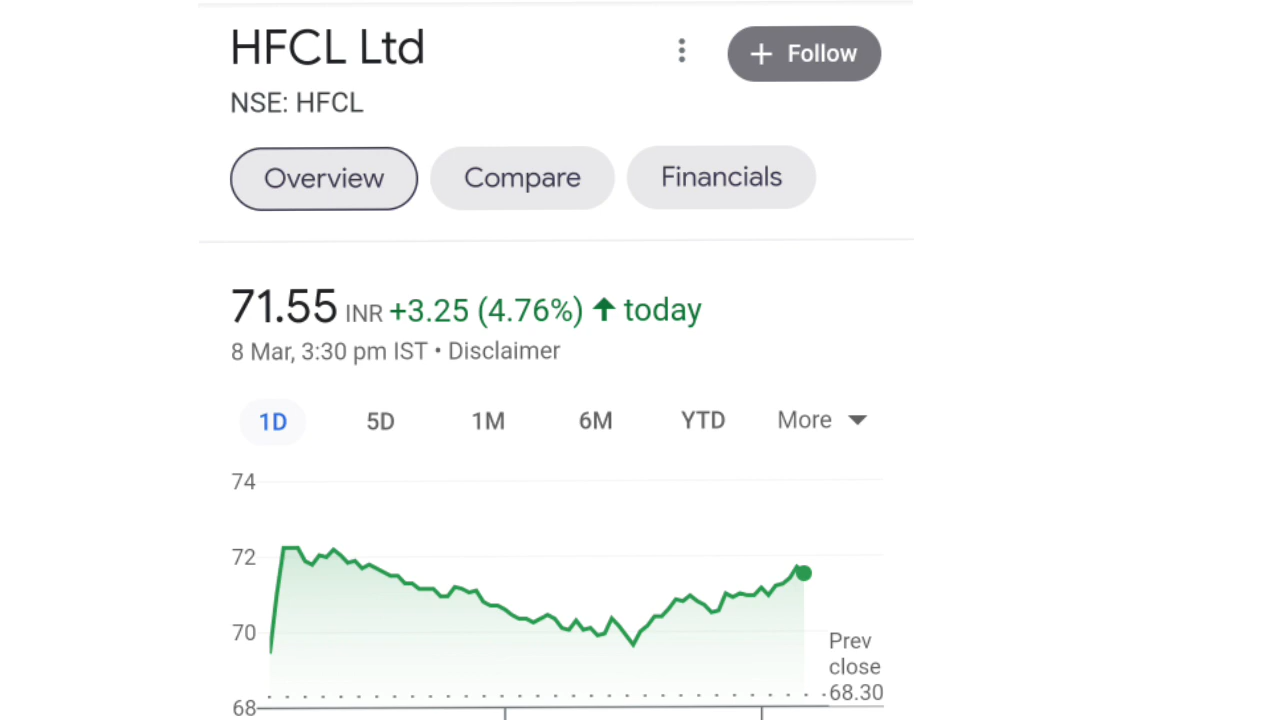 HFCL Ltd
+ Follow
NSE: HFCL
Overview
Compare
Financials
71.55 INR +3.25 (4.76%) ↑ today
8 Mar, 3:30 pm IST • Disclaimer
1D 5D 1M 6M YTD More
74
72
70
68
Prev
close
68.30